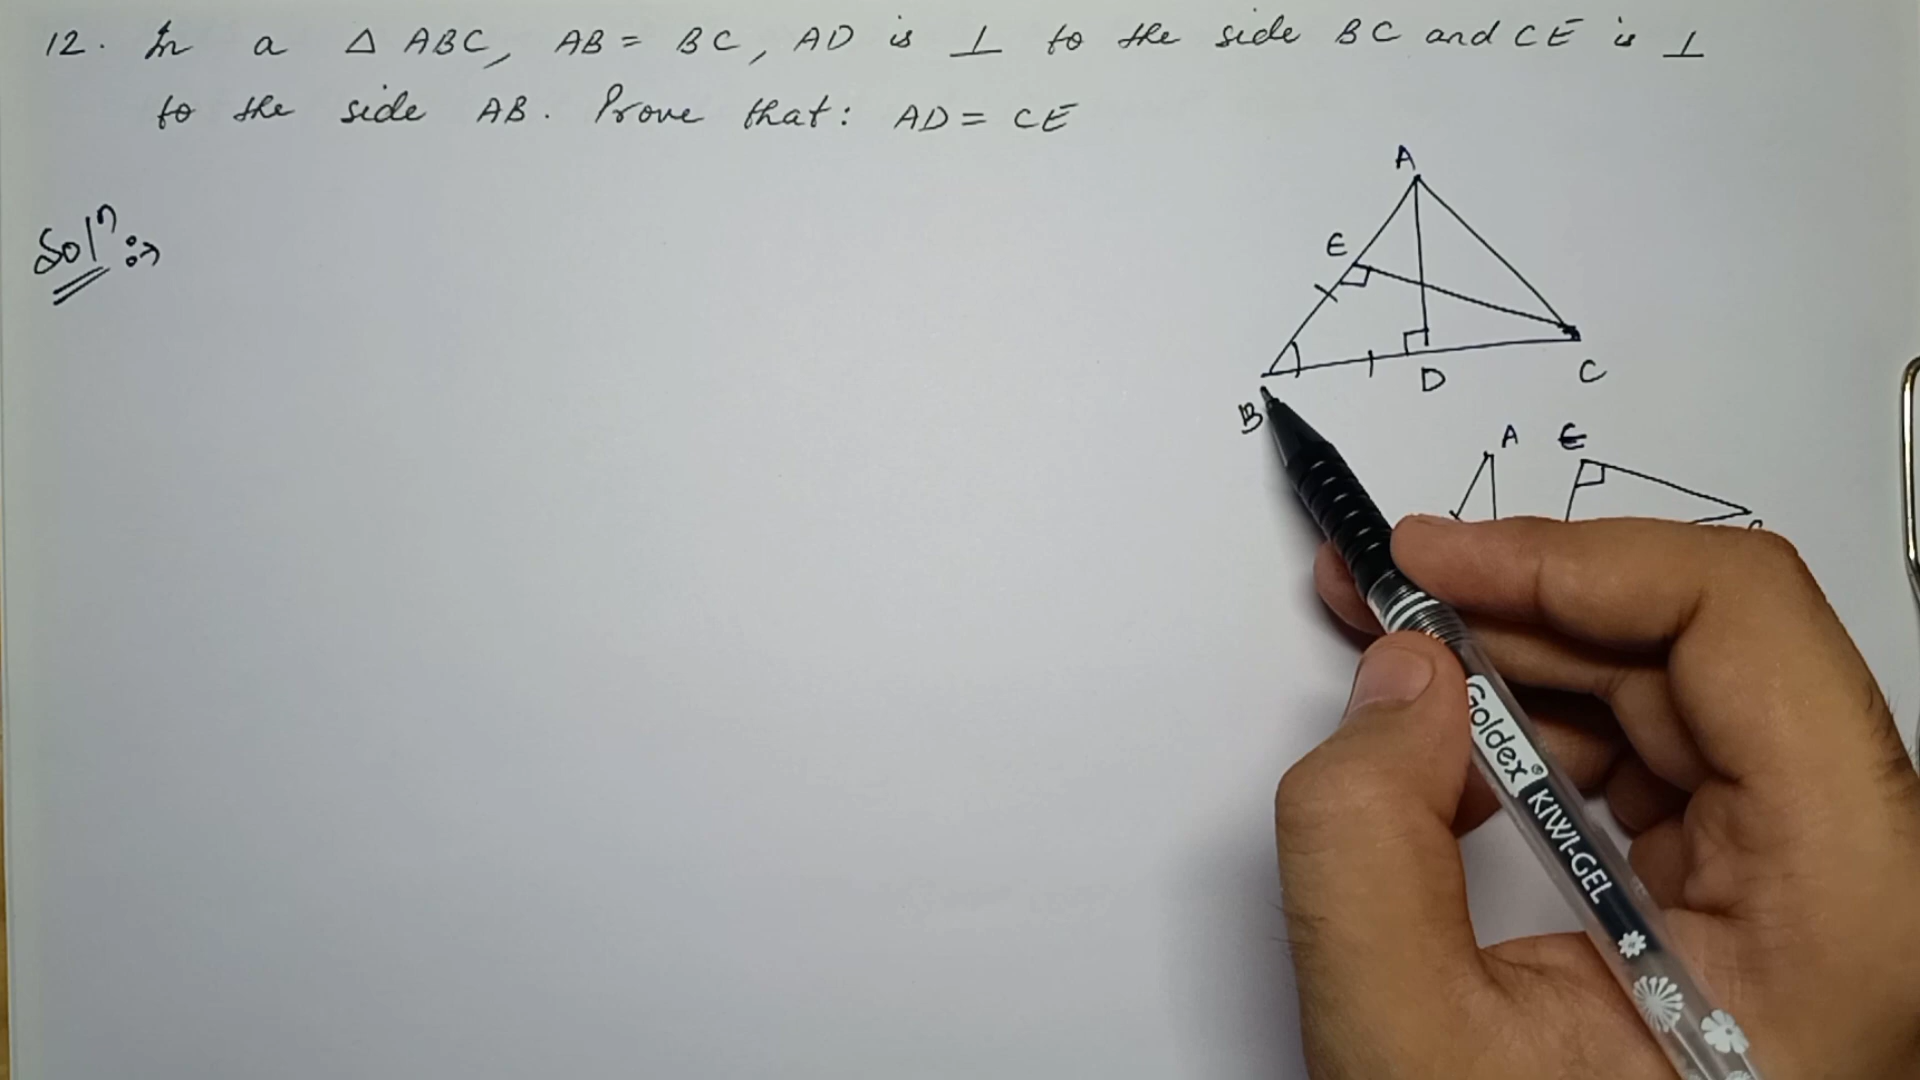 12. In a △ ABC, AB = BC, AD is ⊥ to the side BC and CE is ⊥
to the side AB. Prove that: AD = CE
Solⁿ :→
A
E
B
D
C
A
E
Goldex® KIWI-GEL